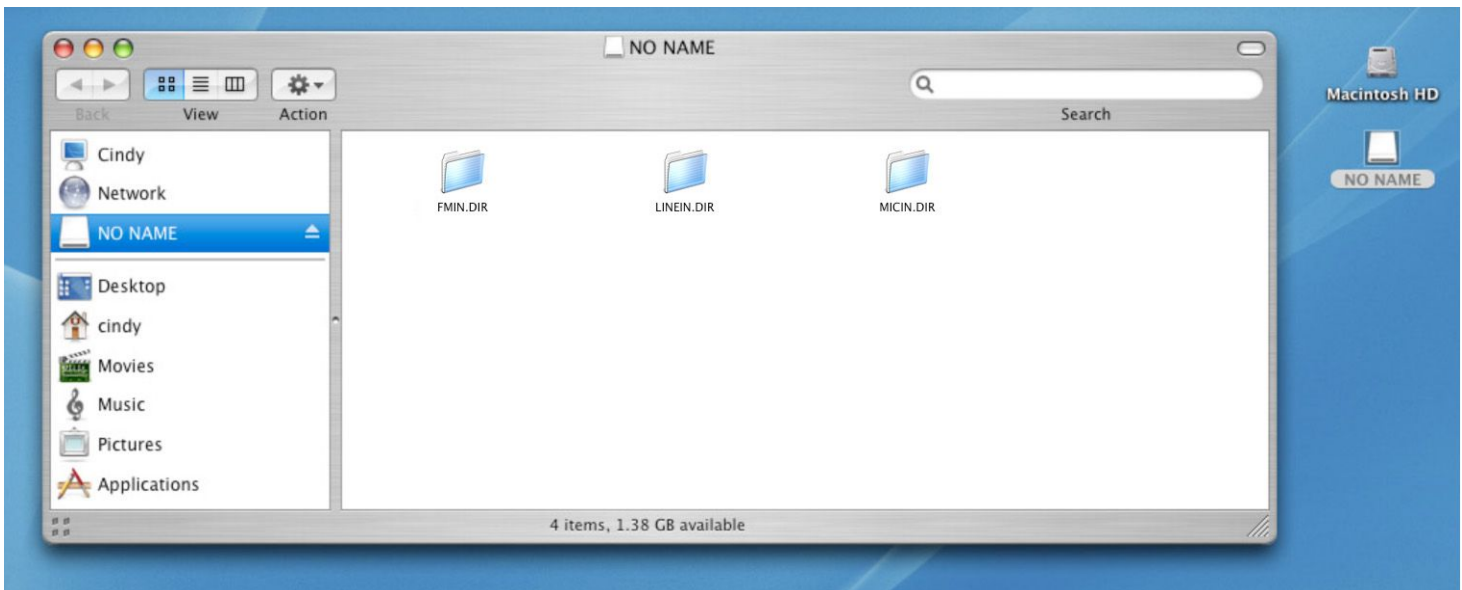 NO NAME
Back
View
Action
Search
Macintosh HD
NO NAME
Cindy
Network
NO NAME
Desktop
cindy
Movies
Music
Pictures
Applications
FMIN.DIR
LINEIN.DIR
MICIN.DIR
4 items, 1.38 GB available